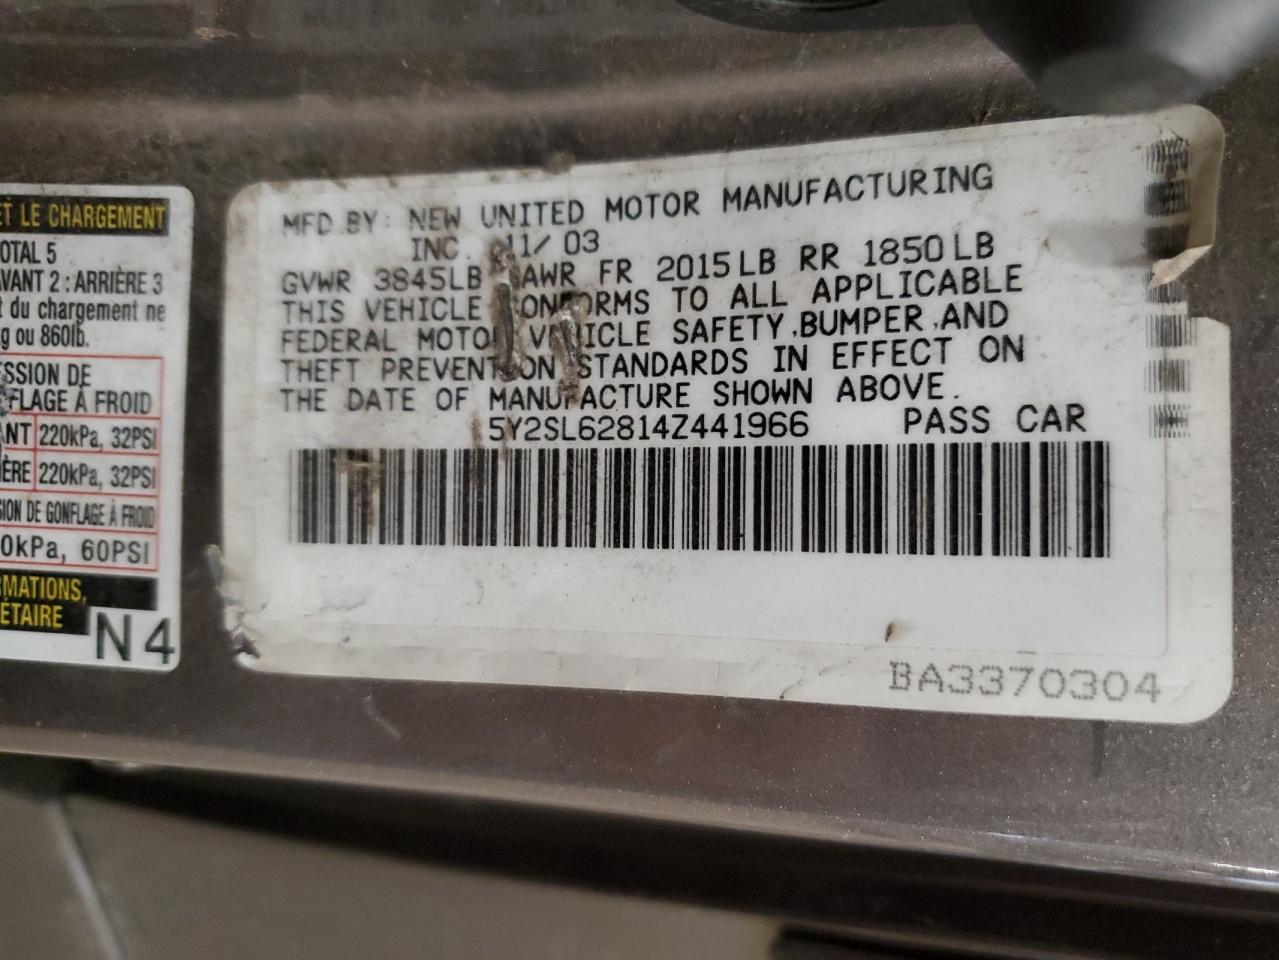 ET LE CHARGEMENT
OTAL 5
AVANT 2 : ARRIÈRE 3
t du chargement ne
g ou 860lb.
SSION DE
FLAGE À FROID
ANT 220kPa, 32PSI
ÈRE 220kPa, 32PSI
SION DE GONFLAGE À FROID
0kPa, 60PSI
RMATIONS,
ÉTAIRE
N4
MFD BY: NEW UNITED MOTOR MANUFACTURING
INC. 11/ 03
GVWR 3845LB GAWR FR 2015LB RR 1850LB
THIS VEHICLE CONFORMS TO ALL APPLICABLE
FEDERAL MOTOR VEHICLE SAFETY,BUMPER,AND
THEFT PREVENTION STANDARDS IN EFFECT ON
THE DATE OF MANUFACTURE SHOWN ABOVE.
5Y2SL62814Z441966 PASS CAR
BA3370304